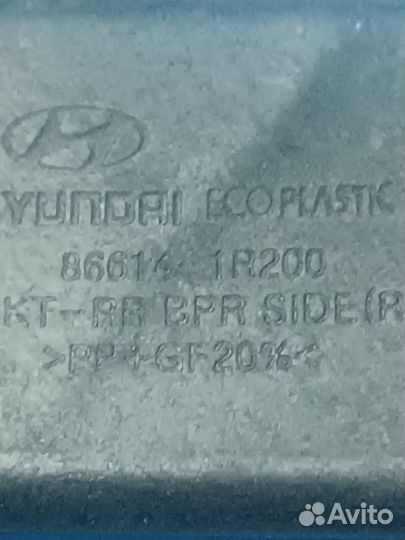 YUNDAI ECOPLASTIC
86614-1R200
KT-RR BPR SIDE(R
>PP+GF20%<
Avito